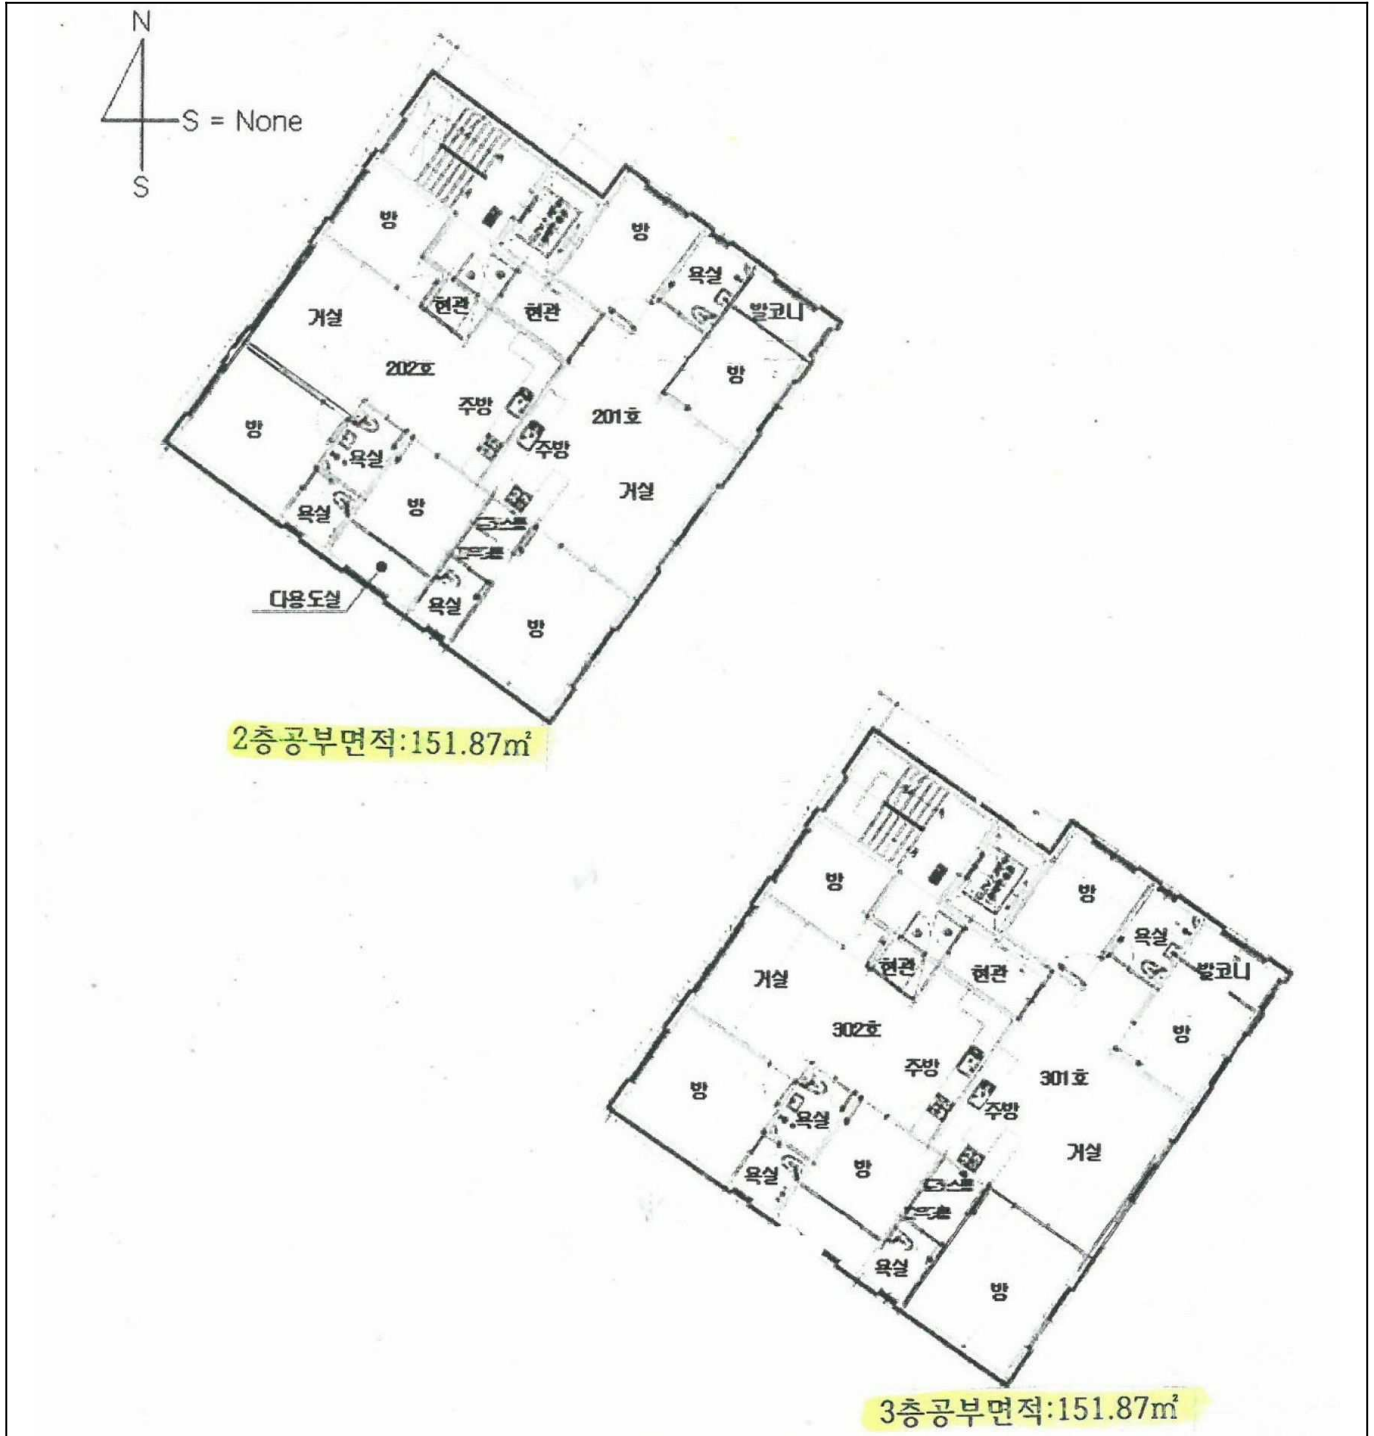 N
S = None
S
방
방
욕실
발코니
현관
현관
거실
방
202호
주방
201호
방
주방
욕실
거실
방
욕실
다용도실
욕실
방
2층공부면적:151.87㎡
방
방
욕실
현관
현관
발코니
거실
302호
방
주방
301호
방
주방
욕실
거실
방
욕실
욕실
방
3층공부면적:151.87㎡